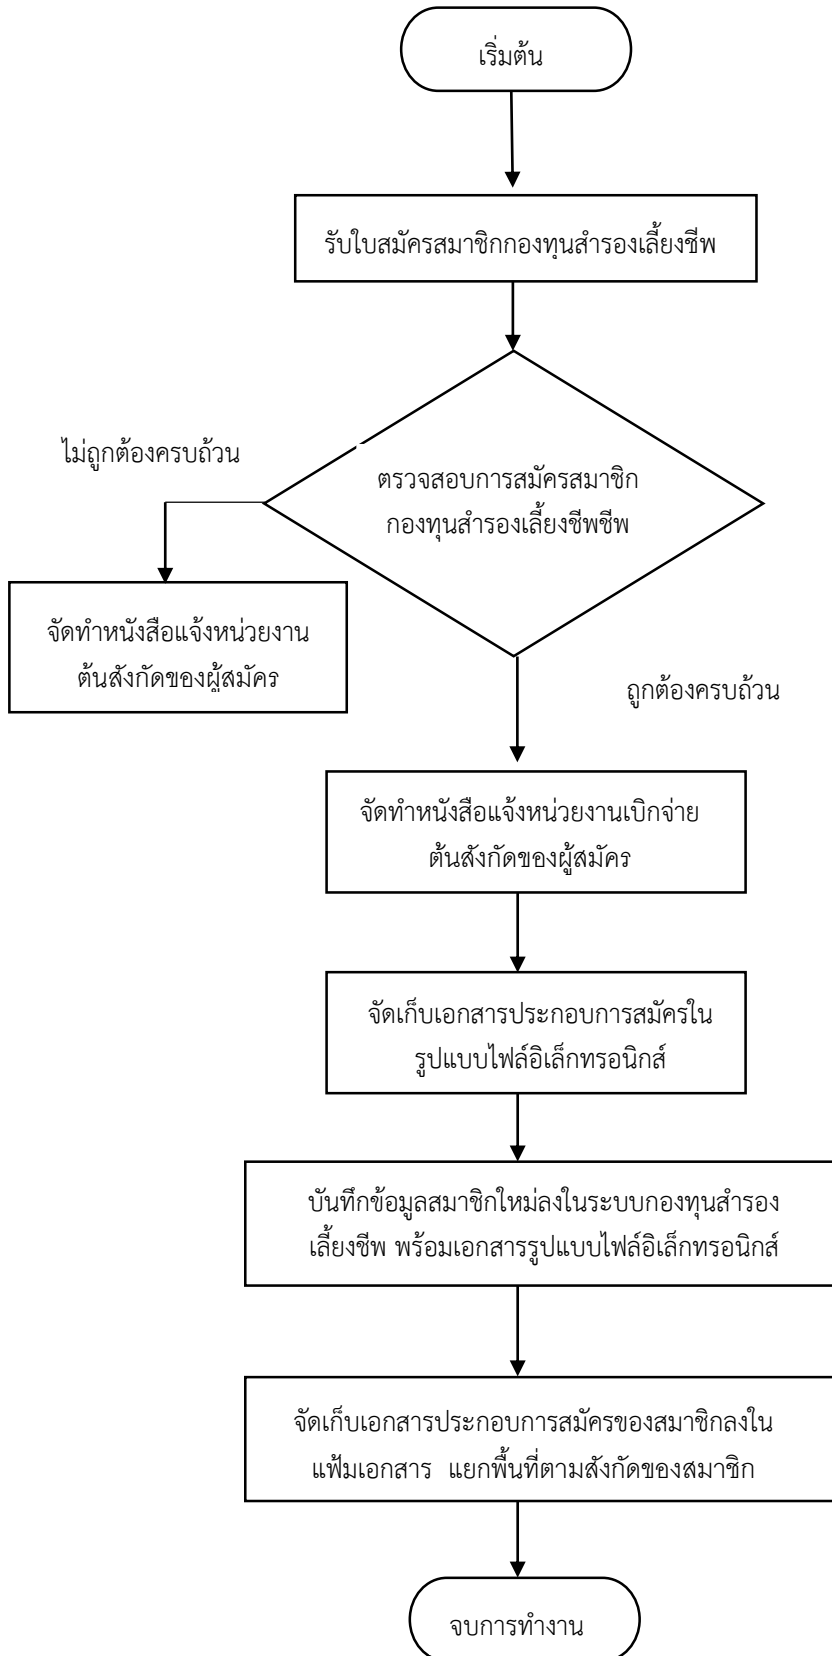 เริ่มต้น
รับใบสมัครสมาชิกกองทุนสำรองเลี้ยงชีพ
ไม่ถูกต้องครบถ้วน
ตรวจสอบการสมัครสมาชิก
กองทุนสำรองเลี้ยงชีพชีพ
จัดทำหนังสือแจ้งหน่วยงาน
ต้นสังกัดของผู้สมัคร
ถูกต้องครบถ้วน
จัดทำหนังสือแจ้งหน่วยงานเบิกจ่าย
ต้นสังกัดของผู้สมัคร
จัดเก็บเอกสารประกอบการสมัครใน
รูปแบบไฟล์อิเล็กทรอนิกส์
บันทึกข้อมูลสมาชิกใหม่ลงในระบบกองทุนสำรอง
เลี้ยงชีพ พร้อมเอกสารรูปแบบไฟล์อิเล็กทรอนิกส์
จัดเก็บเอกสารประกอบการสมัครของสมาชิกลงใน
แฟ้มเอกสาร แยกพื้นที่ตามสังกัดของสมาชิก
จบการทำงาน